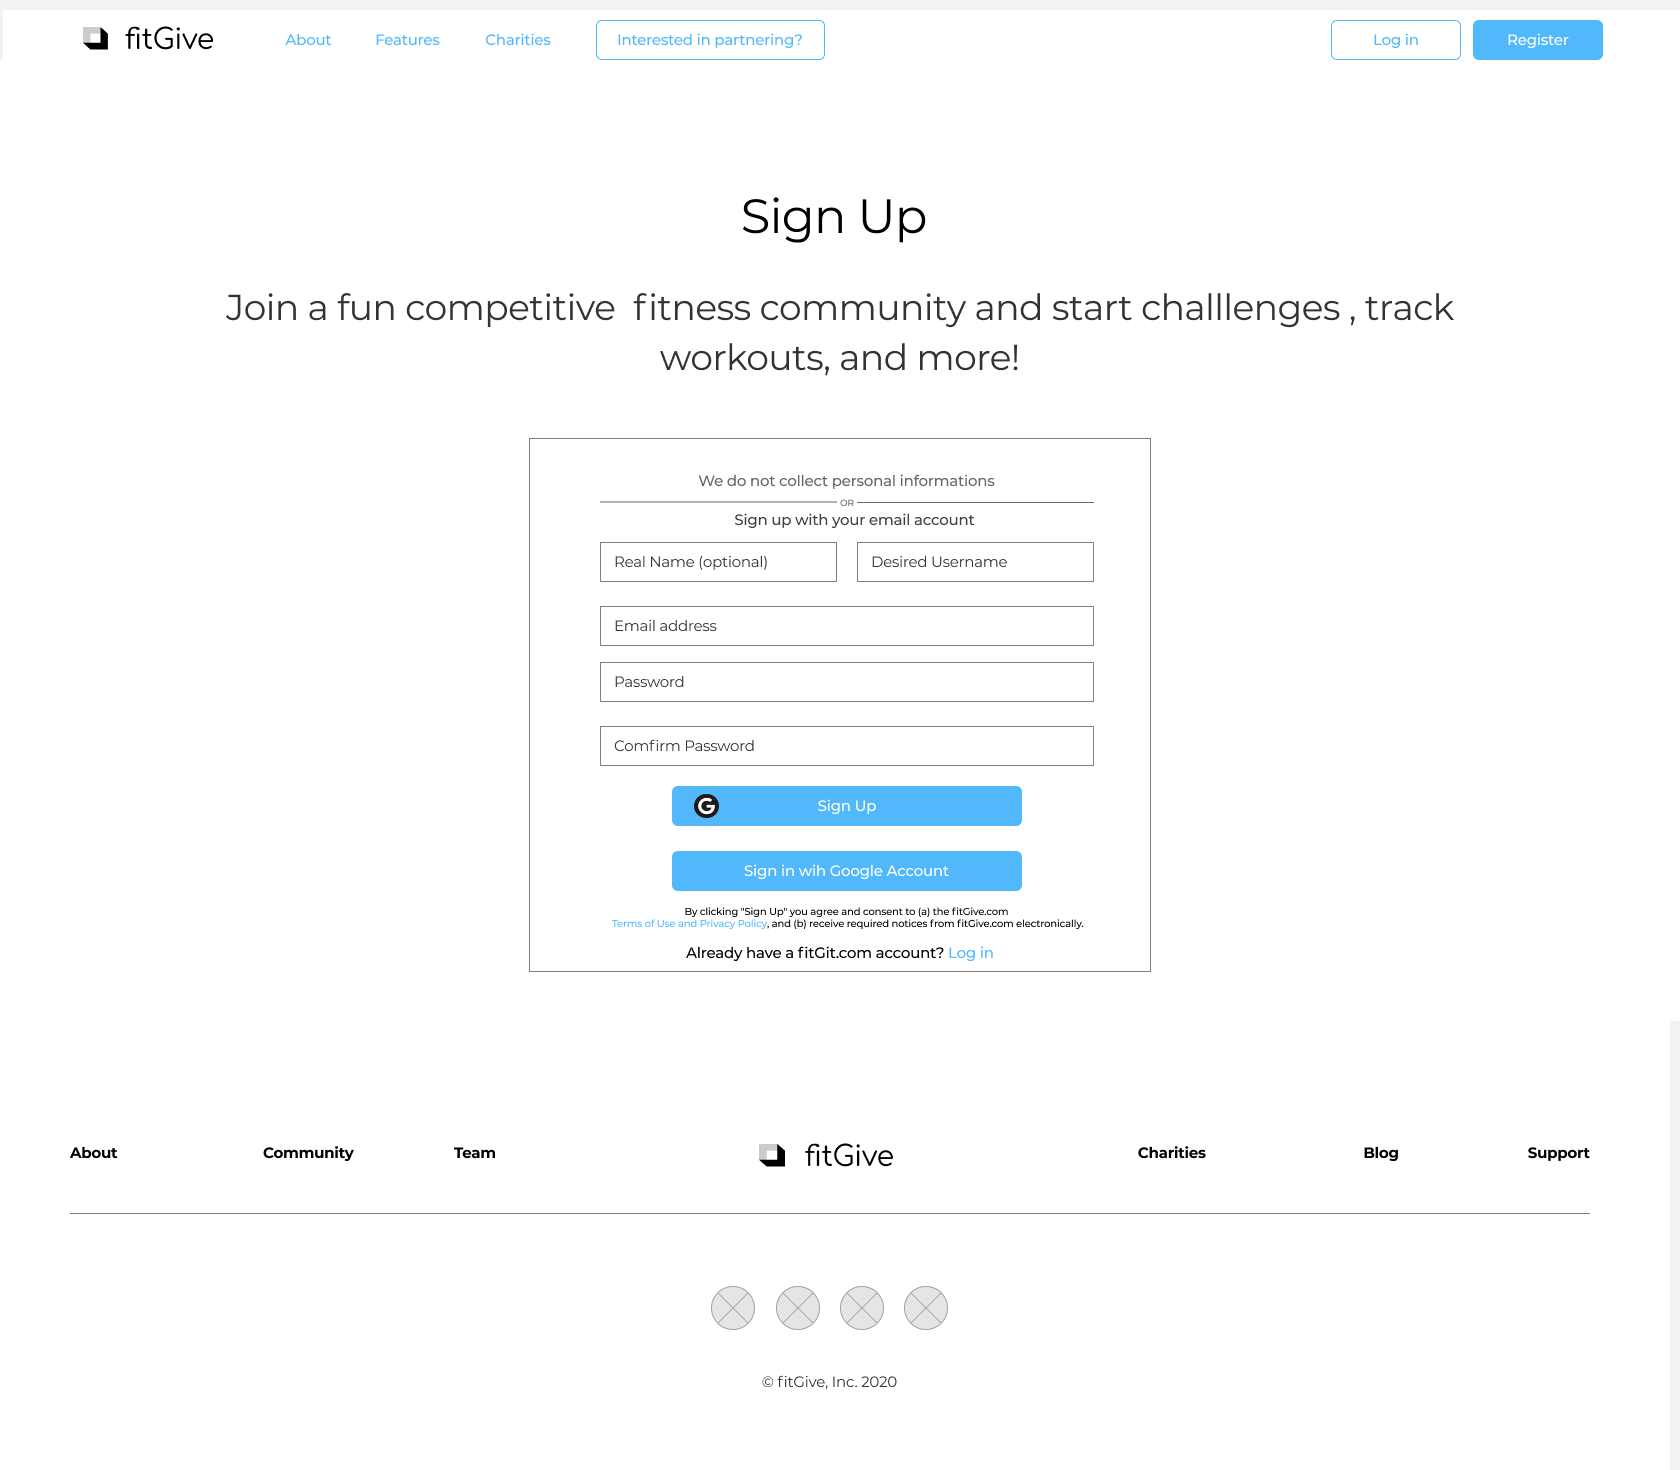 fitGive
About
Features
Charities
Interested in partnering?
Log in
Register
Sign Up
Join a fun competitive  fitness community and start challlenges , track
workouts, and more!
We do not collect personal informations
OR
Sign up with your email account
Real Name (optional)
Desired Username
Email address
Password
Comfirm Password
G
Sign Up
Sign in wih Google Account
By clicking "Sign Up" you agree and consent to (a) the fitGive.com
Terms of Use and Privacy Policy, and (b) receive required notices from fitGive.com electronically.
Already have a fitGit.com account? Log in
About
Community
Team
fitGive
Charities
Blog
Support
© fitGive, Inc. 2020